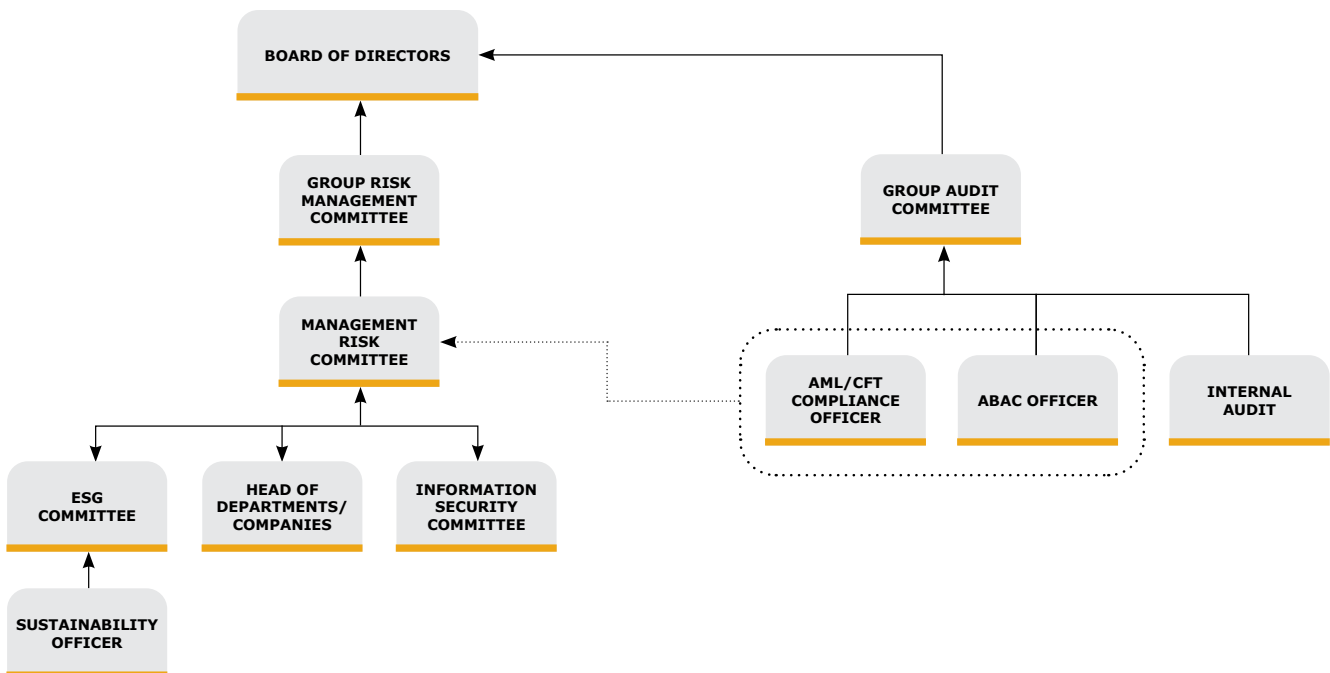 BOARD OF DIRECTORS
GROUP RISK
MANAGEMENT
COMMITTEE
GROUP AUDIT
COMMITTEE
MANAGEMENT
RISK
COMMITTEE
AML/CFT
COMPLIANCE
OFFICER
ABAC OFFICER
INTERNAL
AUDIT
ESG
COMMITTEE
HEAD OF
DEPARTMENTS/
COMPANIES
INFORMATION
SECURITY
COMMITTEE
SUSTAINABILITY
OFFICER